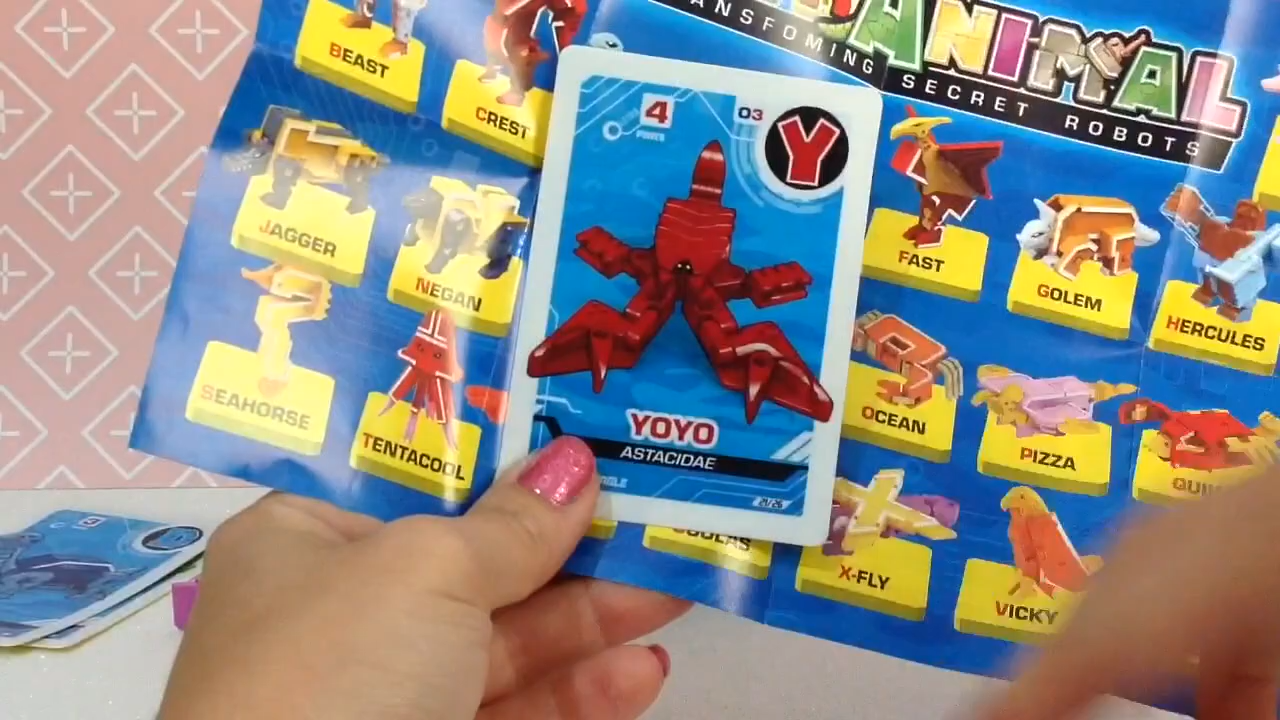 ANIMAL
SECRET ROBOTS
BEAST
CREST
4
POWER
03
Y
JAGGER
NEGAN
FAST
GOLEM
HERCULES
SEAHORSE
TENTACOOL
YOYO
ASTACIDAE
OCEAN
PIZZA
X-FLY
VICKY